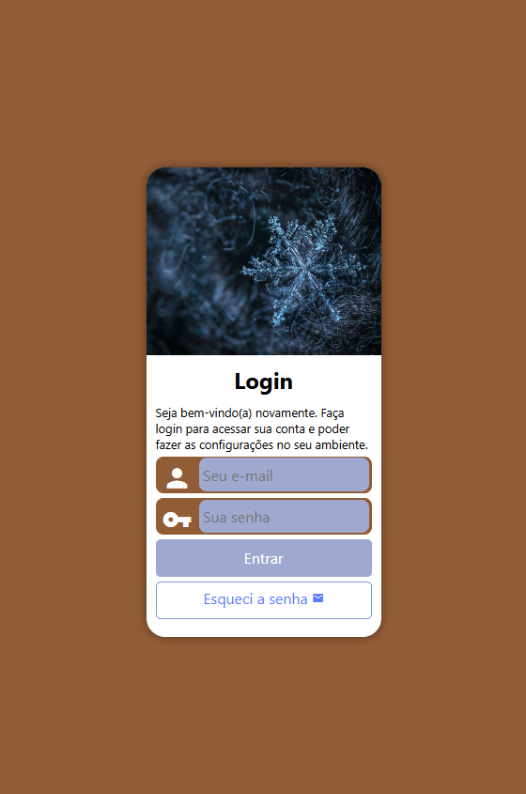 Login
Seja bem-vindo(a) novamente. Faça
login para acessar sua conta e poder
fazer as configurações no seu ambiente.
Seu e-mail
Sua senha
Entrar
Esqueci a senha